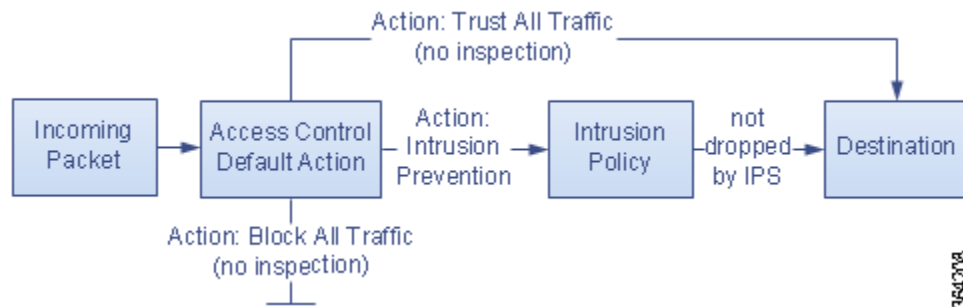 Action: Trust All Traffic
(no inspection)
Incoming
Packet
Access Control
Default Action
Action:
Intrusion
Prevention
Intrusion
Policy
not
dropped
by IPS
Destination
Action: Block All Traffic
(no inspection)